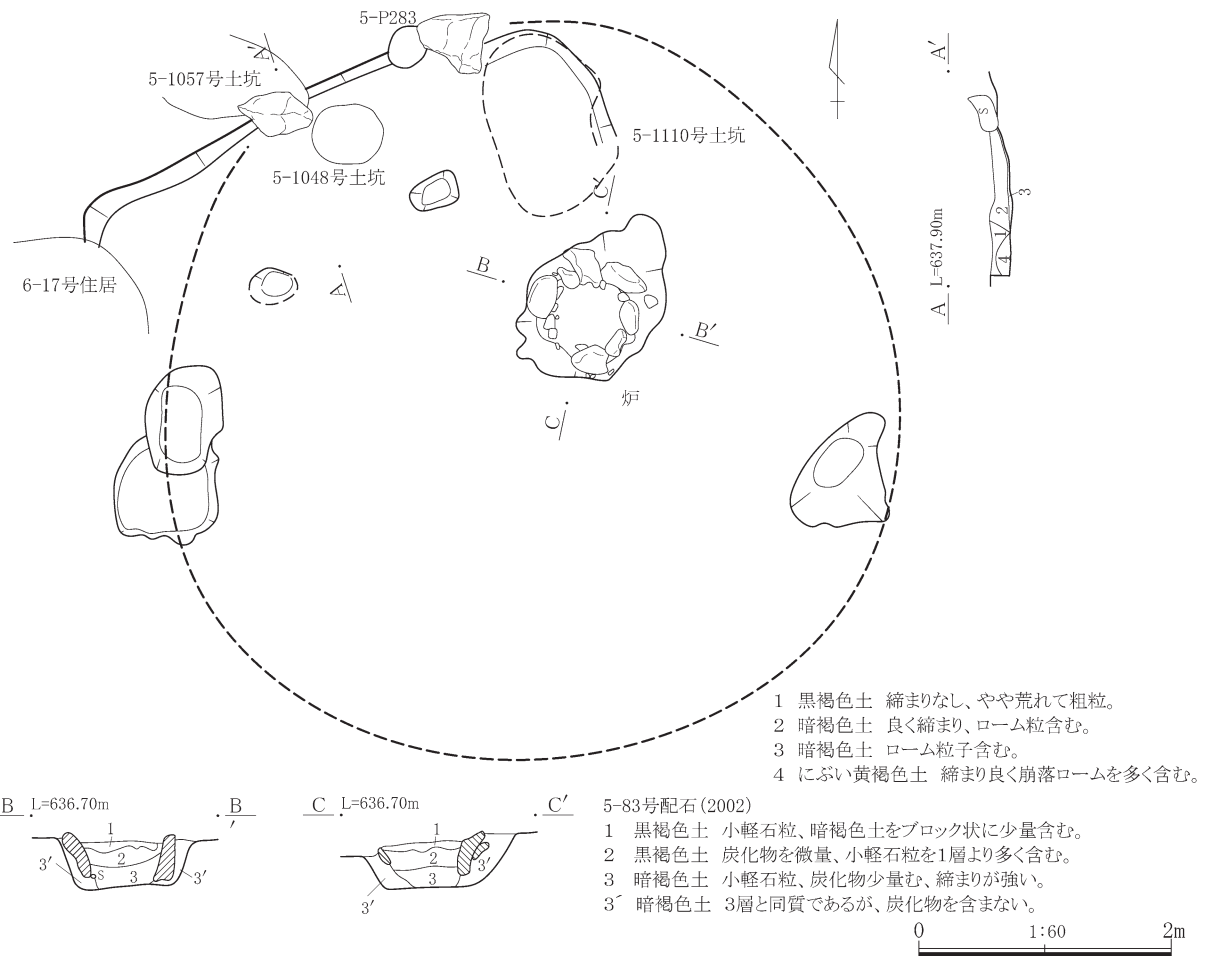 5-P283
A′
5-1057号土坑
5-1048号土坑
5-1110号土坑
6-17号住居
A
B
B′
C′
C
炉
A′
S
3
2
1
4
A L=637.90m
1 黒褐色土 締まりなし、やや荒れて粗粒。
2 暗褐色土 良く締まり、ローム粒含む。
3 暗褐色土 ローム粒子含む。
4 にぶい黄褐色土 締まり良く崩落ロームを多く含む。
B L=636.70m B′
1
2
3
3′
S
3′
C L=636.70m C′
1
2
3
3′
3′
5-83号配石(2002)
1 黒褐色土 小軽石粒、暗褐色土をブロック状に少量含む。
2 黒褐色土 炭化物を微量、小軽石粒を1層より多く含む。
3 暗褐色土 小軽石粒、炭化物少量む、締まりが強い。
3′ 暗褐色土 3層と同質であるが、炭化物を含まない。
0 1:60 2m